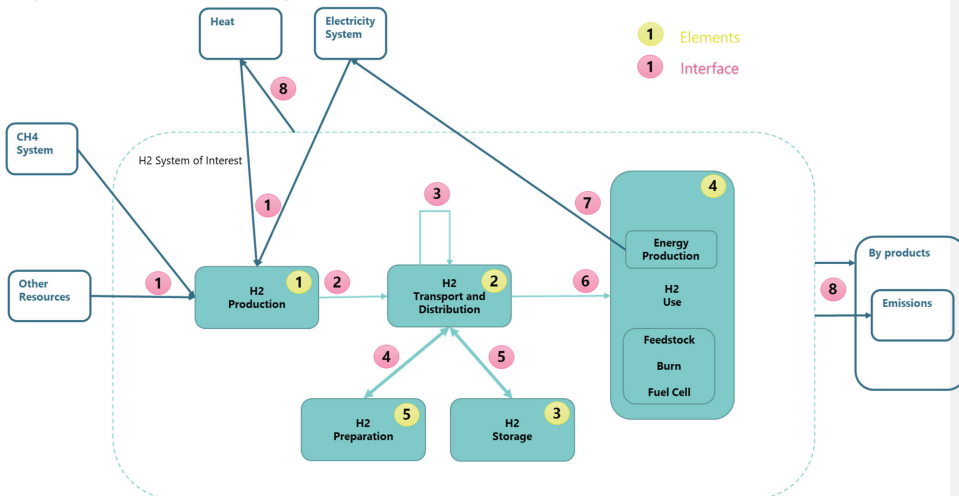 Heat
Electricity
System
1
Elements
1
Interface
8
CH4
System
H2 System of Interest
4
3
7
1
Energy
Production
By products
Other
Resources
1
H2
Production
1
2
H2
Transport and
Distribution
2
6
H2
Use
8
Emissions
Feedstock
Burn
Fuel Cell
4
5
H2
Preparation
5
H2
Storage
3